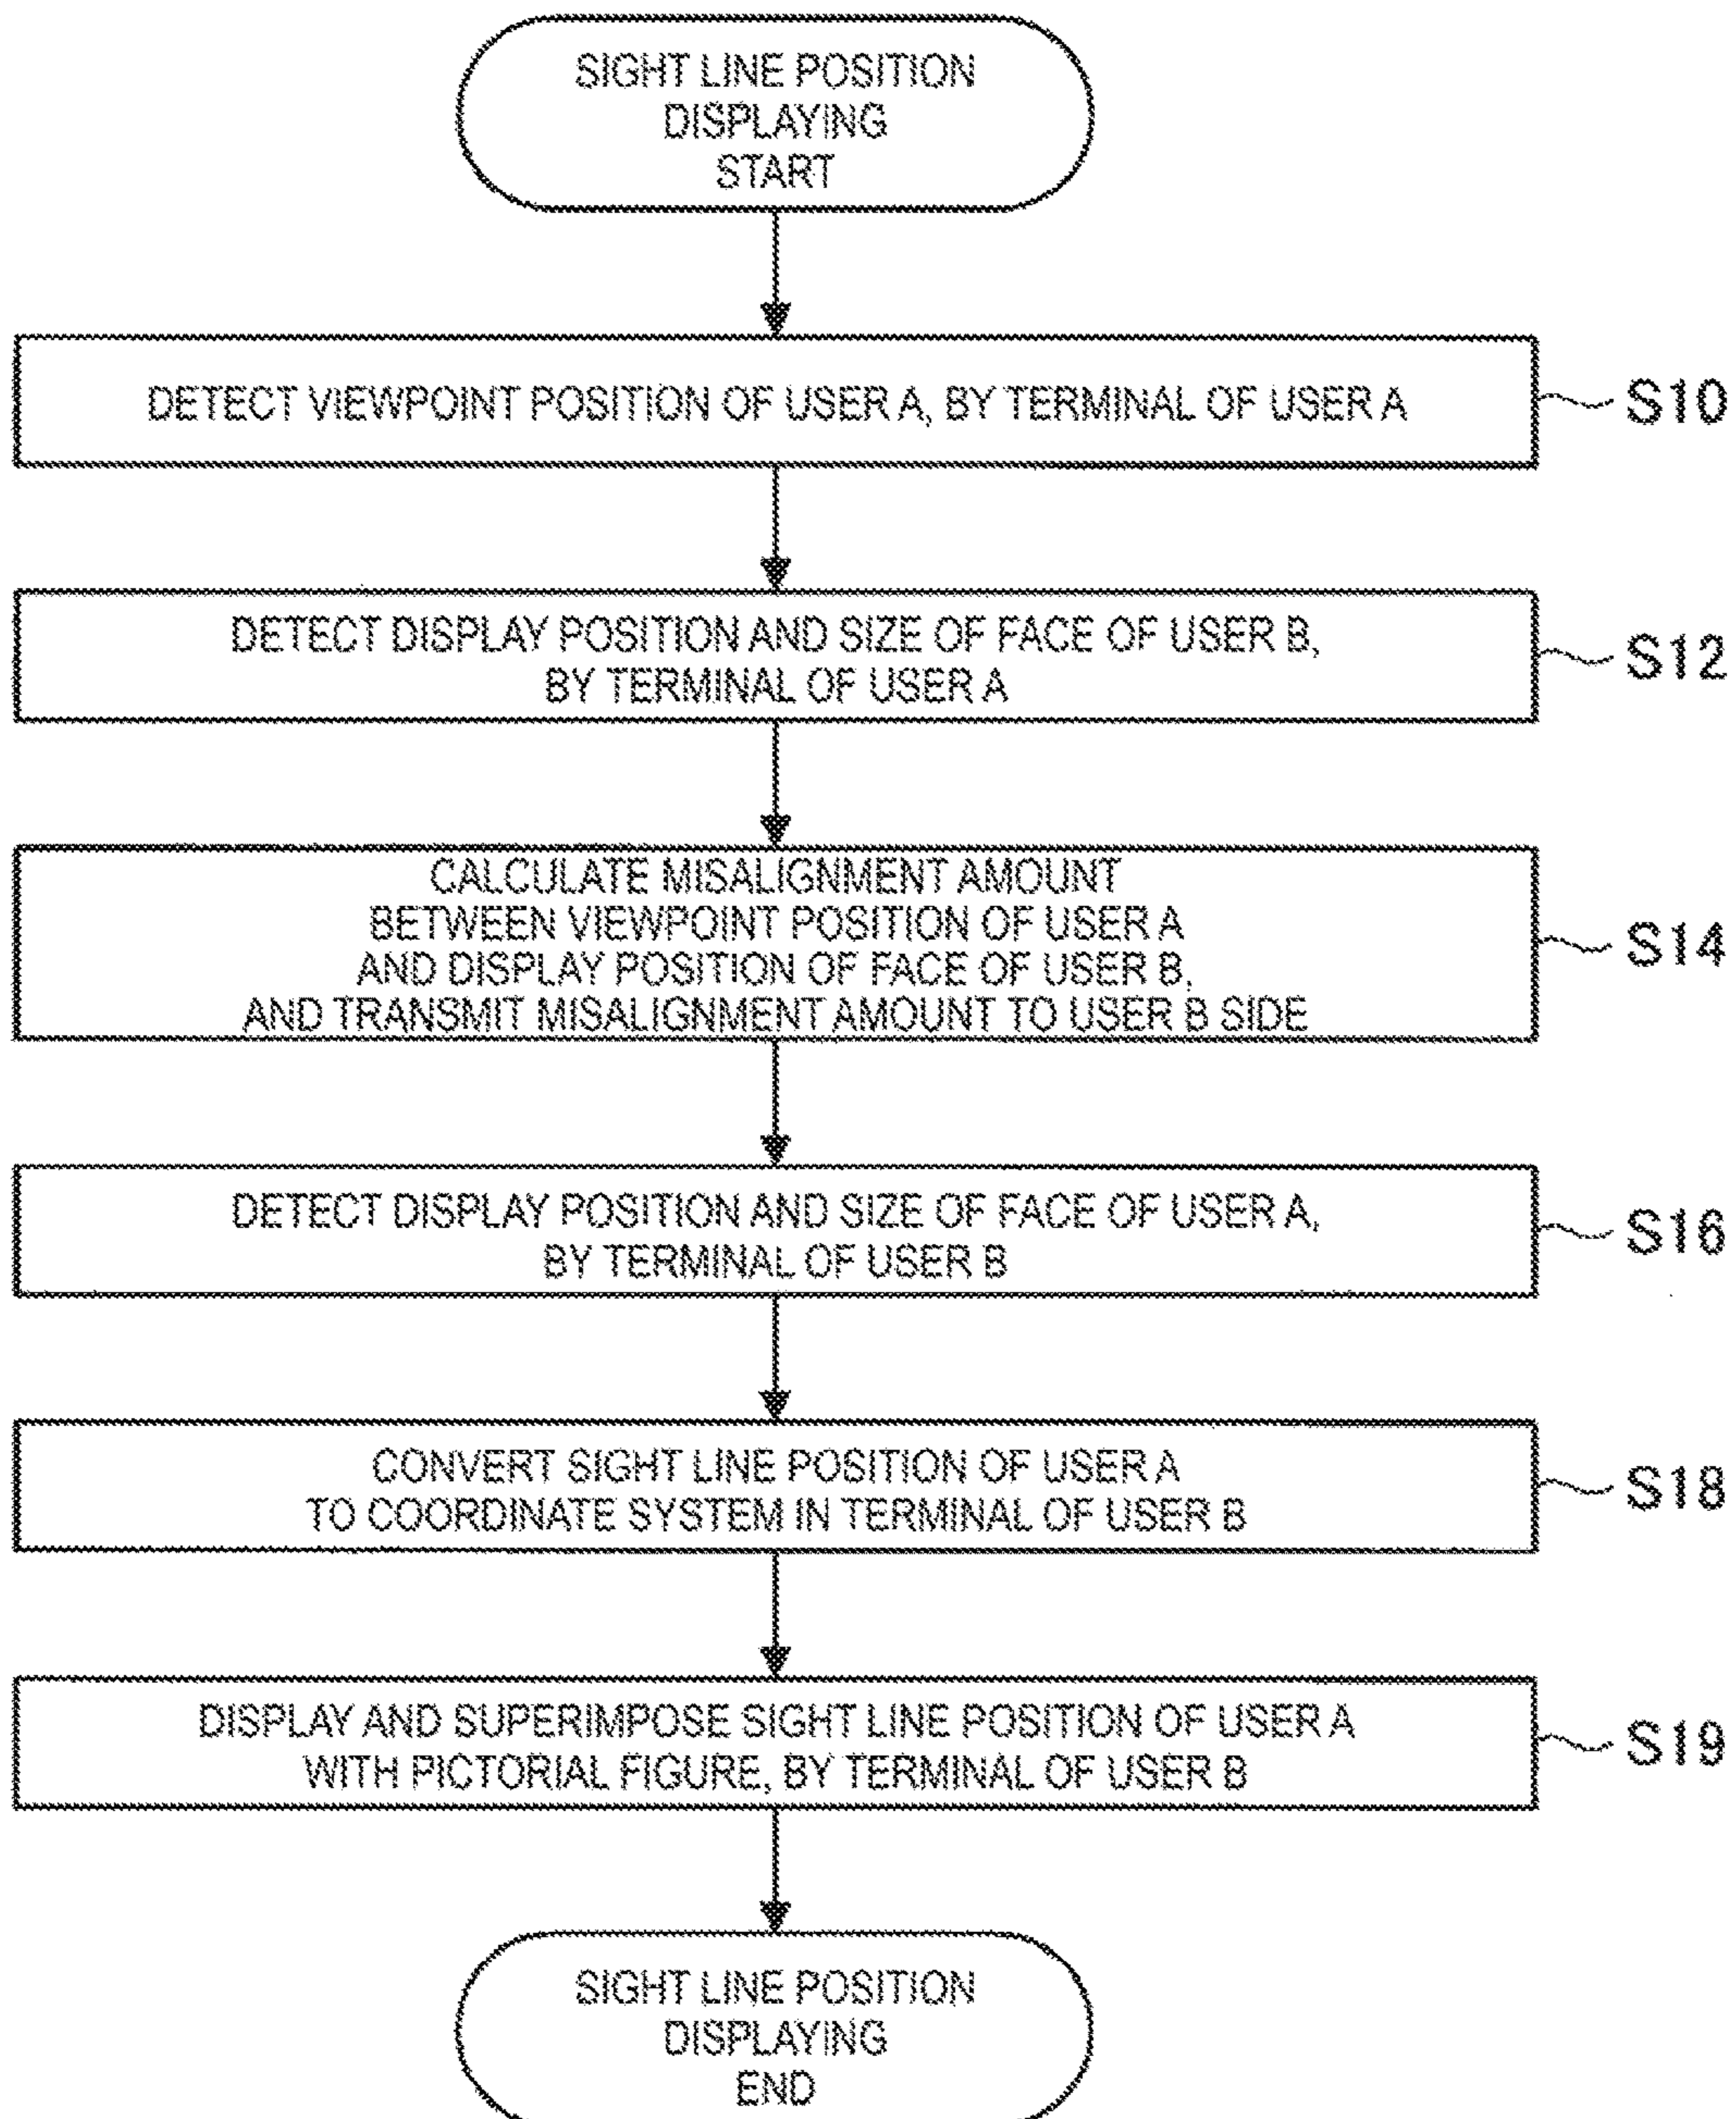 SIGHT LINE POSITION
DISPLAYING
START
DETECT VIEWPOINT POSITION OF USER A, BY TERMINAL OF USER A
S10
DETECT DISPLAY POSITION AND SIZE OF FACE OF USER B,
BY TERMINAL OF USER A
S12
CALCULATE MISALIGNMENT AMOUNT
BETWEEN VIEWPOINT POSITION OF USER A
AND DISPLAY POSITION OF FACE OF USER B,
AND TRANSMIT MISALIGNMENT AMOUNT TO USER B SIDE
S14
DETECT DISPLAY POSITION AND SIZE OF FACE OF USER A,
BY TERMINAL OF USER B
S16
CONVERT SIGHT LINE POSITION OF USER A
TO COORDINATE SYSTEM IN TERMINAL OF USER B
S18
DISPLAY AND SUPERIMPOSE SIGHT LINE POSITION OF USER A
WITH PICTORIAL FIGURE, BY TERMINAL OF USER B
S19
SIGHT LINE POSITION
DISPLAYING
END